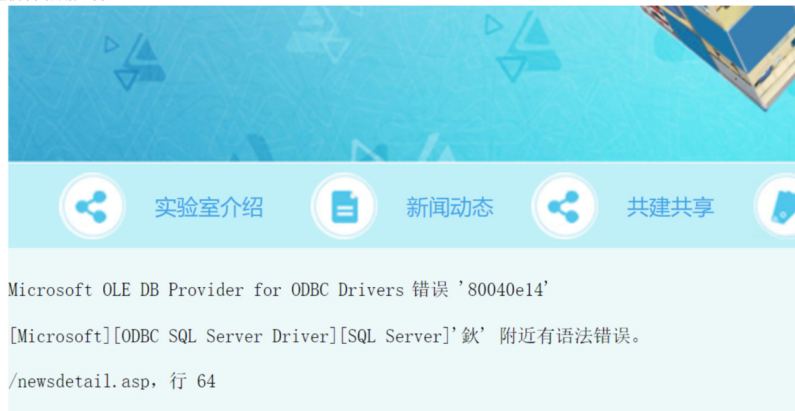 实验室介绍 新闻动态 共建共享
Microsoft OLE DB Provider for ODBC Drivers 错误 '80040e14'
[Microsoft][ODBC SQL Server Driver][SQL Server]'鈥' 附近有语法错误。
/newsdetail.asp，行 64